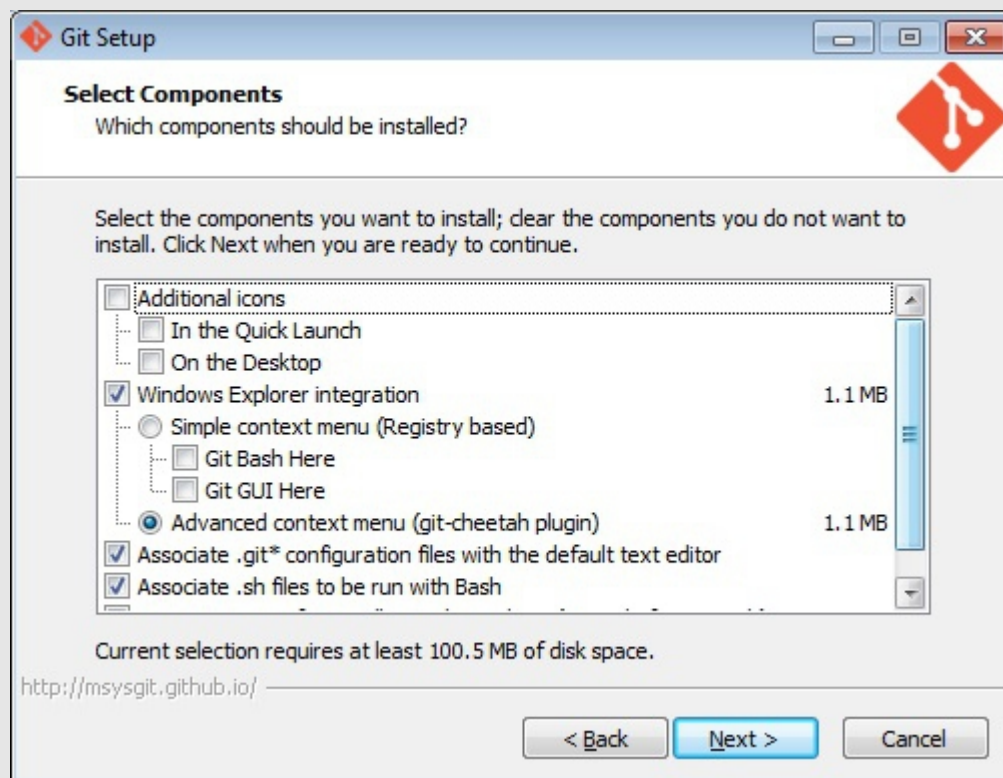 Git Setup
Select Components
Which components should be installed?
Select the components you want to install; clear the components you do not want to
install. Click Next when you are ready to continue.
Additional icons
In the Quick Launch
On the Desktop
Windows Explorer integration 1.1 MB
Simple context menu (Registry based)
Git Bash Here
Git GUI Here
Advanced context menu (git-cheetah plugin) 1.1 MB
Associate .git* configuration files with the default text editor
Associate .sh files to be run with Bash
Current selection requires at least 100.5 MB of disk space.
http://msysgit.github.io/
< Back Next > Cancel